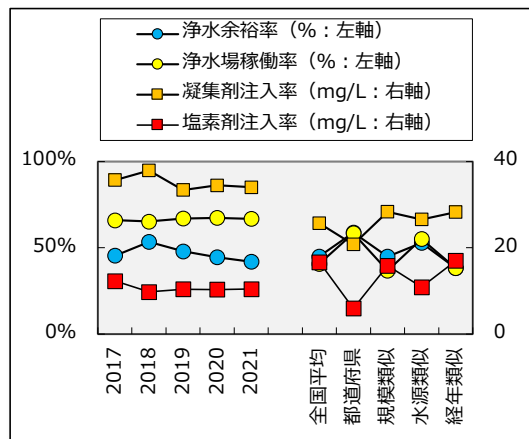 浄水余裕率（%：左軸）
浄水場稼働率（%：左軸）
凝集剤注入率（mg/L：右軸）
塩素剤注入率（mg/L：右軸）
100%
40
50%
20
0%
0
2017
2018
2019
2020
2021
全国平均
都道府県
規模類似
水源類似
経年類似